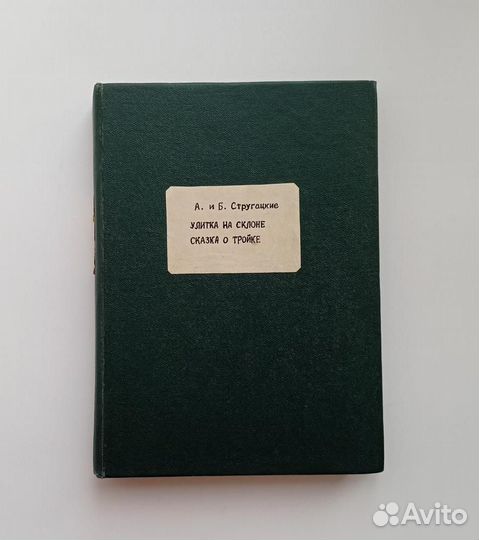 А. и Б. Стругацкие
УЛИТКА НА СКЛОНЕ
СКАЗКА О ТРОЙКЕ
Avito